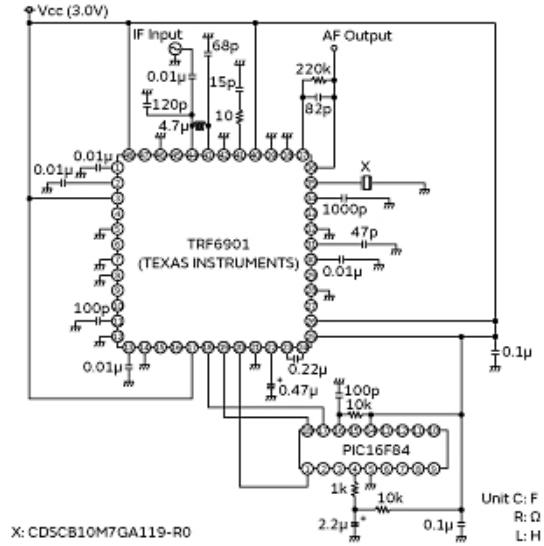 Vcc (3.0V)
IF Input
AF Output
68p
0.01μ
15p
220k
120p
82p
4.7μ
10
0.01μ
0.01μ
X
1000p
TRF6901
(TEXAS INSTRUMENTS)
47p
0.01μ
100p
0.01μ
0.22μ
0.1μ
0.47μ
+
100p
10k
PIC16F84
1k
10k
2.2μ
+
0.1μ
Unit C: F
R: Ω
L: H
X: CDSCB10M7GA119-R0